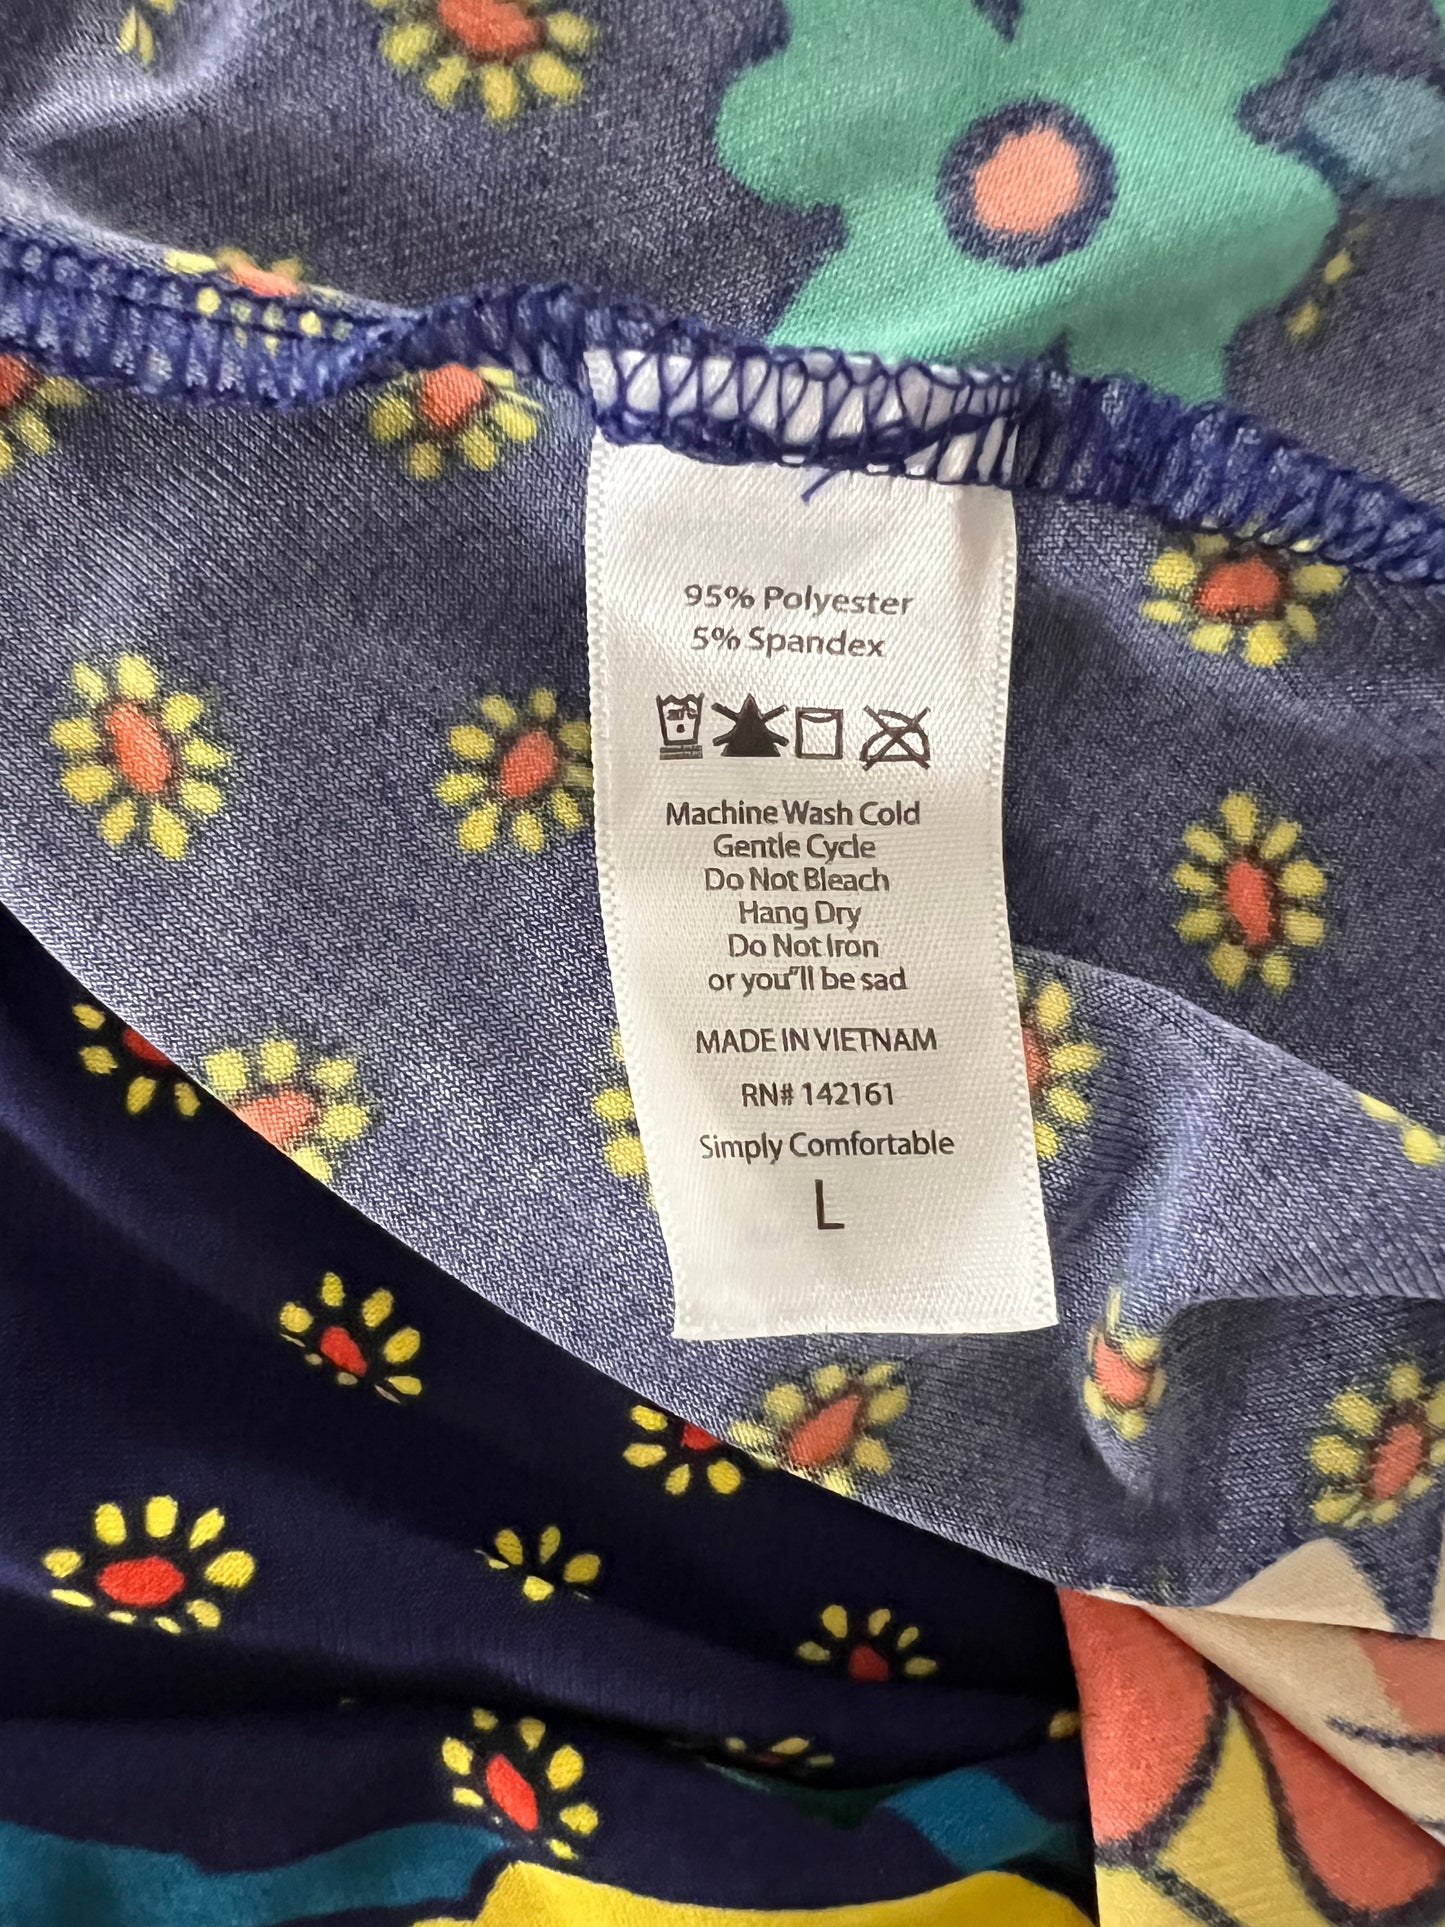 95% Polyester
5% Spandex
Machine Wash Cold
Gentle Cycle
Do Not Bleach
Hang Dry
Do Not Iron
or you"ll be sad
MADE IN VIETNAM
RN# 142161
Simply Comfortable
L